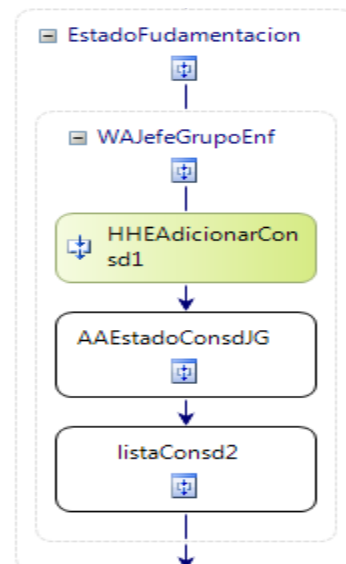 EstadoFudamentacion
WAJefeGrupoEnf
HHEAdicionarCon
sd1
AAEstadoConsdJG
listaConsd2